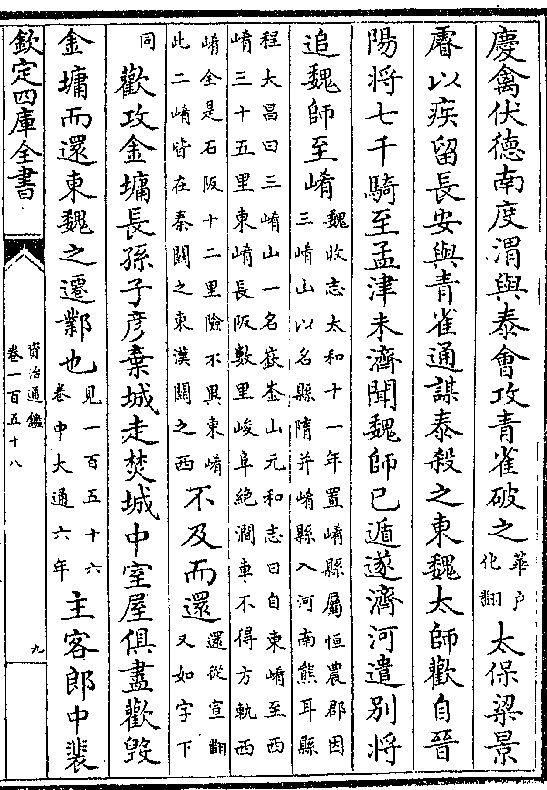 慶禽伏德南度渭與泰會攻青雀破之華戶化翻太保梁景
睿以疾留長安與青雀通謀泰殺之東魏太師歡自晉
陽將七千騎至孟津未濟聞魏師已遁遂濟河遣別將
追魏師至崤魏收志太和十一年置崤縣屬恒農郡因三崤山以名縣隋并崤縣入河南熊耳縣
程大昌曰三崤山一名嶔崟山元和志曰自東崤至西崤三十五里東崤長阪數里峻阜絕澗車不得方軌西
崤全是石阪十二里險不異東崤此二崤皆在秦關之東漢關之西不及而還還從宣翻又如字下
同歡攻金墉長孫子彦棄城走焚城中室屋俱盡歡毁
金墉而還東魏之遷鄴也見一百五十六卷中大通六年主客郎中裴
欽定四庫全書
資治通鑑
卷一百五十八
九